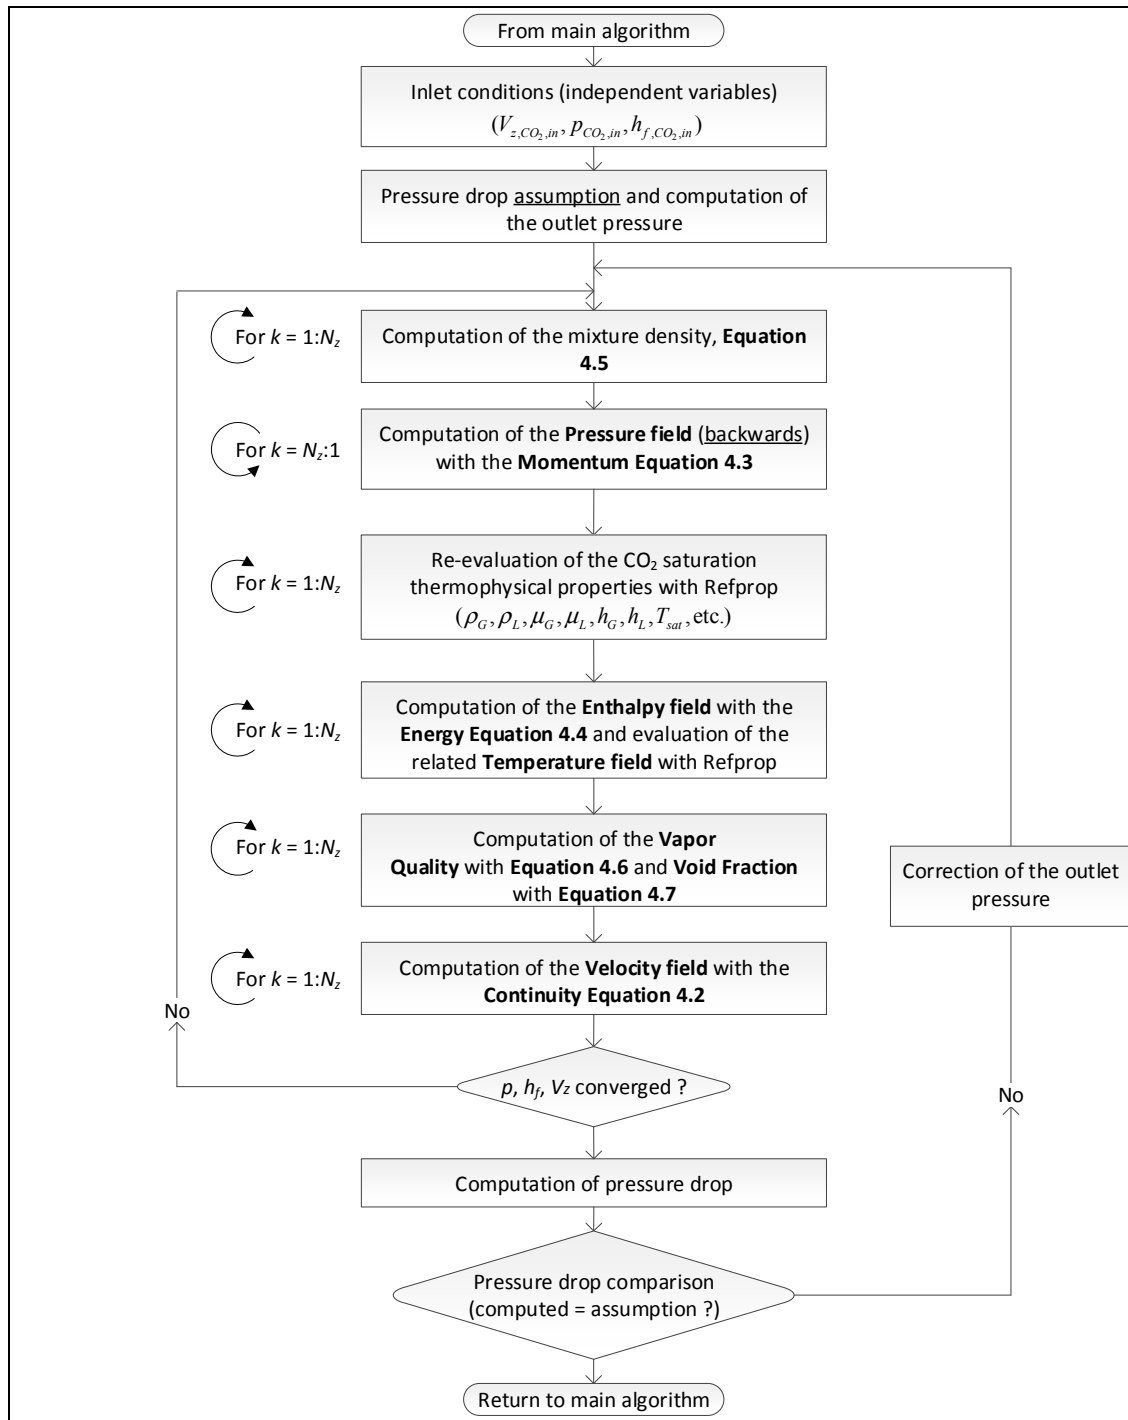 From main algorithm
Inlet conditions (independent variables)
(V_{z,CO_2,in}, p_{CO_2,in}, h_{f,CO_2,in})
Pressure drop assumption and computation of
the outlet pressure
For k = 1:N_z
Computation of the mixture density, Equation
4.5
For k = N_z:1
Computation of the Pressure field (backwards)
with the Momentum Equation 4.3
For k = 1:N_z
Re-evaluation of the CO₂ saturation
thermophysical properties with Refprop
(ρ_G, ρ_L, μ_G, μ_L, h_G, h_L, T_{sat}, etc.)
For k = 1:N_z
Computation of the Enthalpy field with the
Energy Equation 4.4 and evaluation of the
related Temperature field with Refprop
For k = 1:N_z
Computation of the Vapor
Quality with Equation 4.6 and Void Fraction
with Equation 4.7
Correction of the outlet
pressure
For k = 1:N_z
Computation of the Velocity field with the
Continuity Equation 4.2
No
p, h_f, V_z converged ?
No
Computation of pressure drop
Pressure drop comparison
(computed = assumption ?)
Return to main algorithm